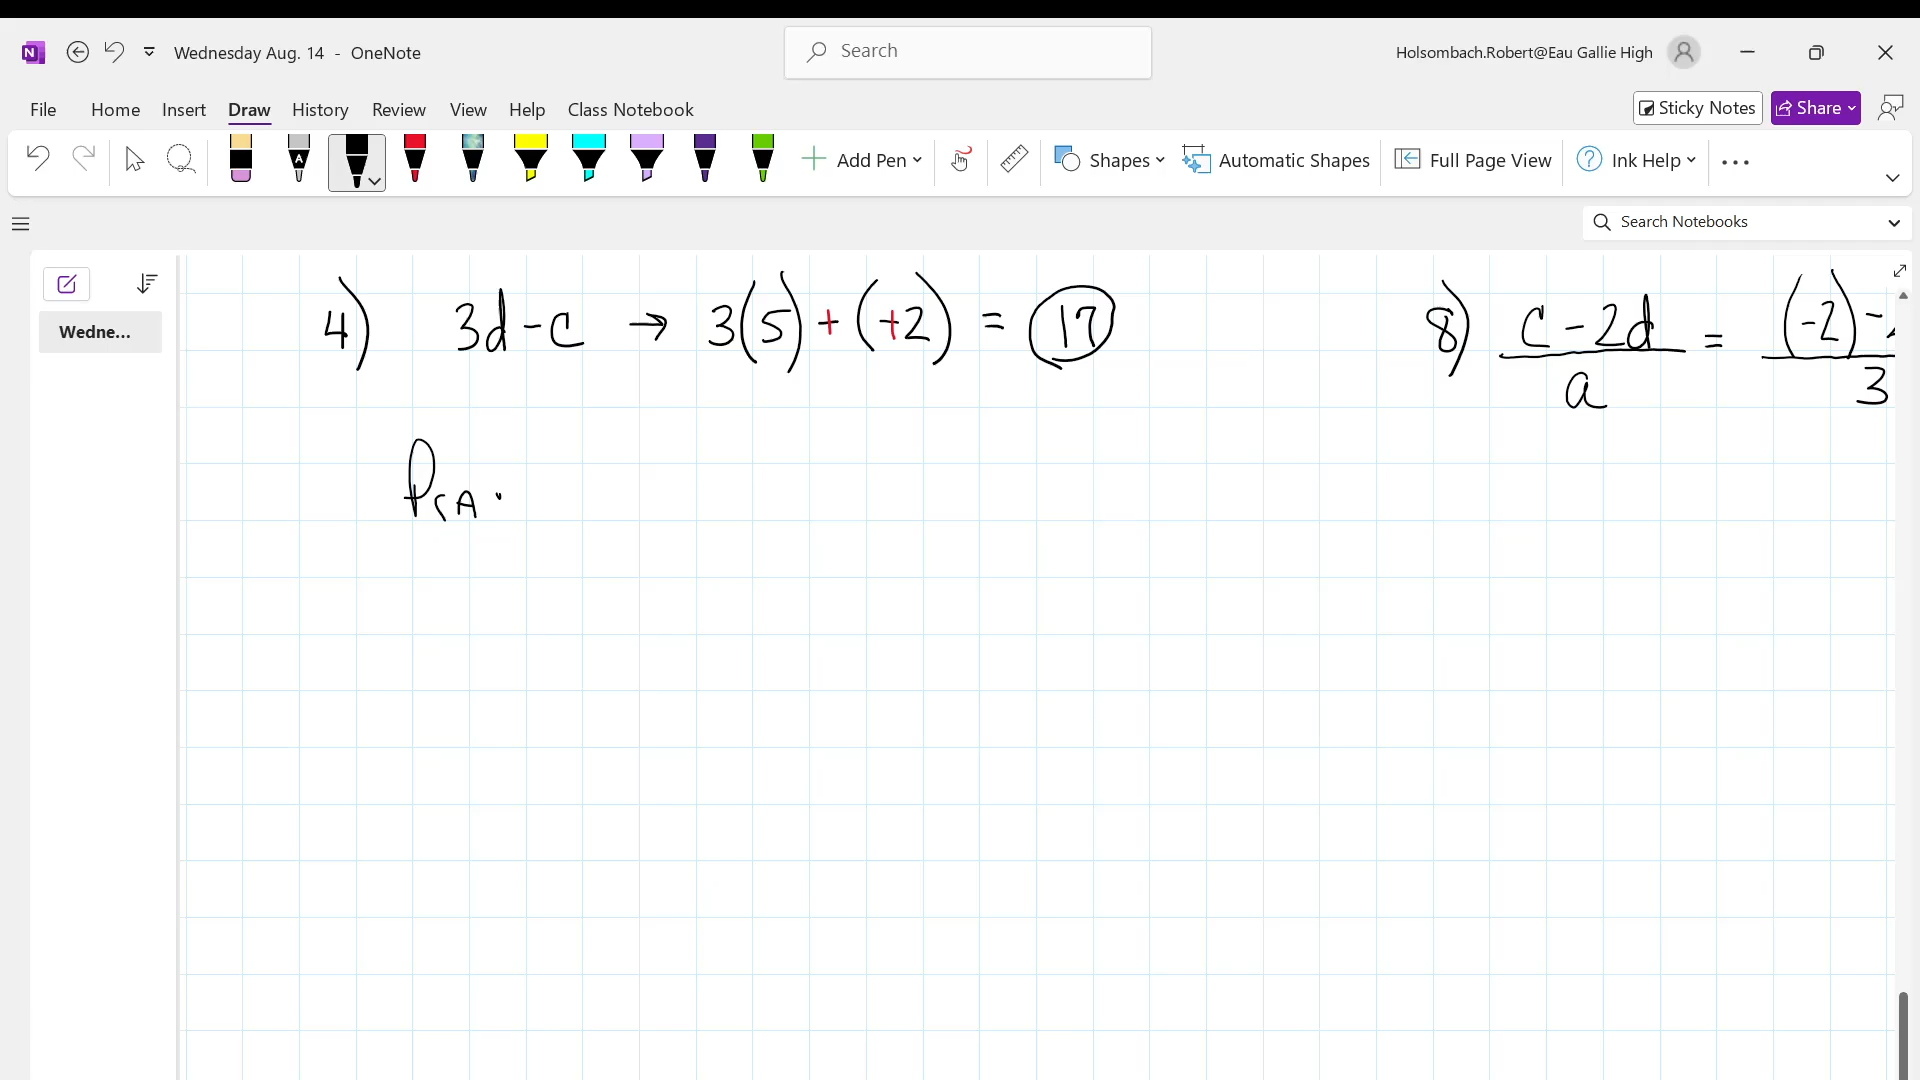 Wednesday Aug. 14 - OneNote
Search
Holsombach.Robert@Eau Gallie High
File Home Insert Draw History Review View Help Class Notebook
Sticky Notes Share
Add Pen Shapes Automatic Shapes Full Page View Ink Help
Search Notebooks
Wedne...
4) 3d-c → 3(5) + (+2) = 17
8) c-2d/a = (-2)-/3
PrA